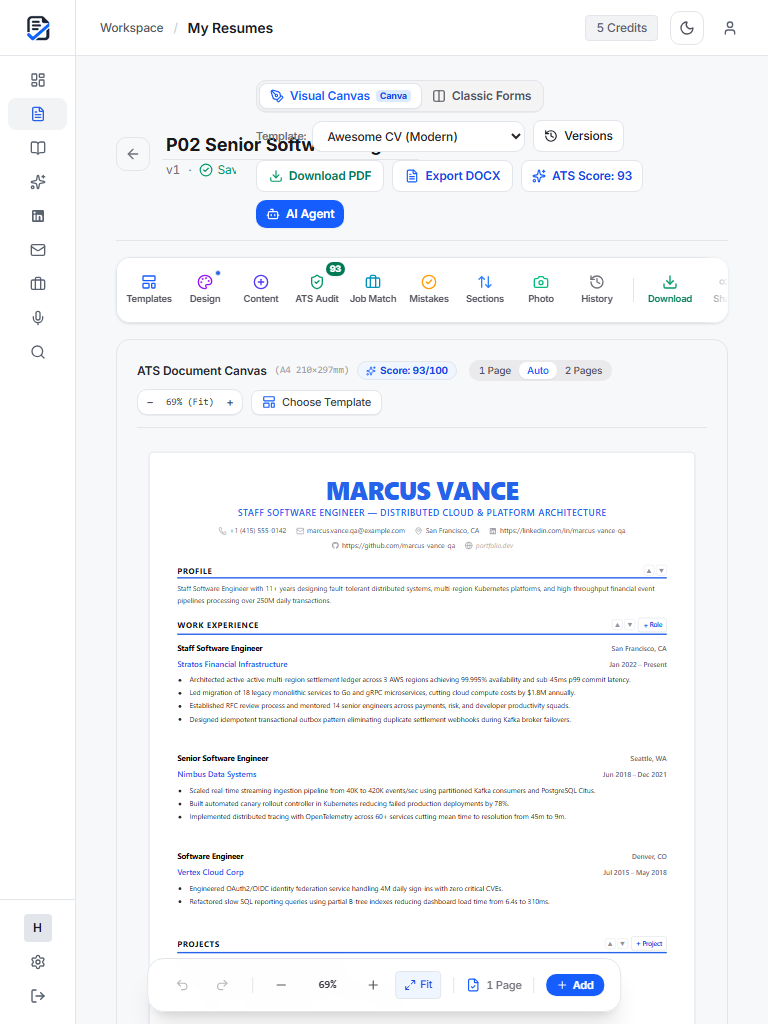 Workspace / My Resumes
5 Credits
Visual Canvas Canva Classic Forms
Template: Awesome CV (Modern) Versions
P02 Senior Softw
v1 · Sav
Download PDF Export DOCX ATS Score: 93
AI Agent
93
Templates Design Content ATS Audit Job Match Mistakes Sections Photo History Download
ATS Document Canvas (A4 210×297mm) Score: 93/100 1 Page Auto 2 Pages
− 69% (Fit) + Choose Template
MARCUS VANCE
STAFF SOFTWARE ENGINEER — DISTRIBUTED CLOUD & PLATFORM ARCHITECTURE
+1 (415) 555-0142 marcus.vance.qa@example.com San Francisco, CA https://linkedin.com/in/marcus-vance-qa
https://github.com/marcus-vance-qa portfolio.dev
PROFILE
Staff Software Engineer with 11+ years designing fault-tolerant distributed systems, multi-region Kubernetes platforms, and high-throughput financial event
pipelines processing over 250M daily transactions.
WORK EXPERIENCE + Role
Staff Software Engineer San Francisco, CA
Stratos Financial Infrastructure Jan 2022 - Present
• Architected active-active multi-region settlement ledger across 3 AWS regions achieving 99.995% availability and sub-45ms p99 commit latency.
• Led migration of 18 legacy monolithic services to Go and gRPC microservices, cutting cloud compute costs by $1.8M annually.
• Established RFC review process and mentored 14 senior engineers across payments, risk, and developer productivity squads.
• Designed idempotent transactional outbox pattern eliminating duplicate settlement webhooks during Kafka broker failovers.
Senior Software Engineer Seattle, WA
Nimbus Data Systems Jun 2018 - Dec 2021
• Scaled real-time streaming ingestion pipeline from 40K to 420K events/sec using partitioned Kafka consumers and PostgreSQL Citus.
• Built automated canary rollout controller in Kubernetes reducing failed production deployments by 78%.
• Implemented distributed tracing with OpenTelemetry across 60+ services cutting mean time to resolution from 45m to 9m.
Software Engineer Denver, CO
Vertex Cloud Corp Jul 2015 - May 2018
• Engineered OAuth2/OIDC identity federation service handling 4M daily sign-ins with zero critical CVEs.
• Refactored slow SQL reporting queries using partial B-tree indexes reducing dashboard load time from 6.4s to 310ms.
PROJECTS + Project
− 69% + Fit 1 Page + Add
H